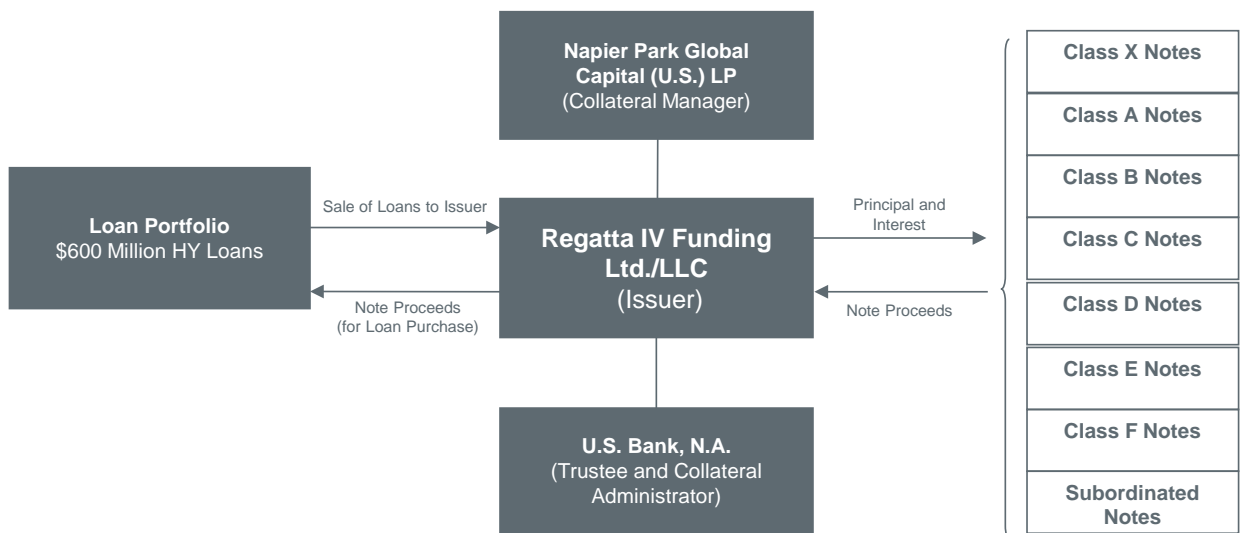 Napier Park Global
Capital (U.S.) LP
(Collateral Manager)
Loan Portfolio
$600 Million HY Loans
Sale of Loans to Issuer
Note Proceeds
(for Loan Purchase)
Regatta IV Funding
Ltd./LLC
(Issuer)
Principal and
Interest
Note Proceeds
U.S. Bank, N.A.
(Trustee and Collateral
Administrator)
Class X Notes
Class A Notes
Class B Notes
Class C Notes
Class D Notes
Class E Notes
Class F Notes
Subordinated
Notes